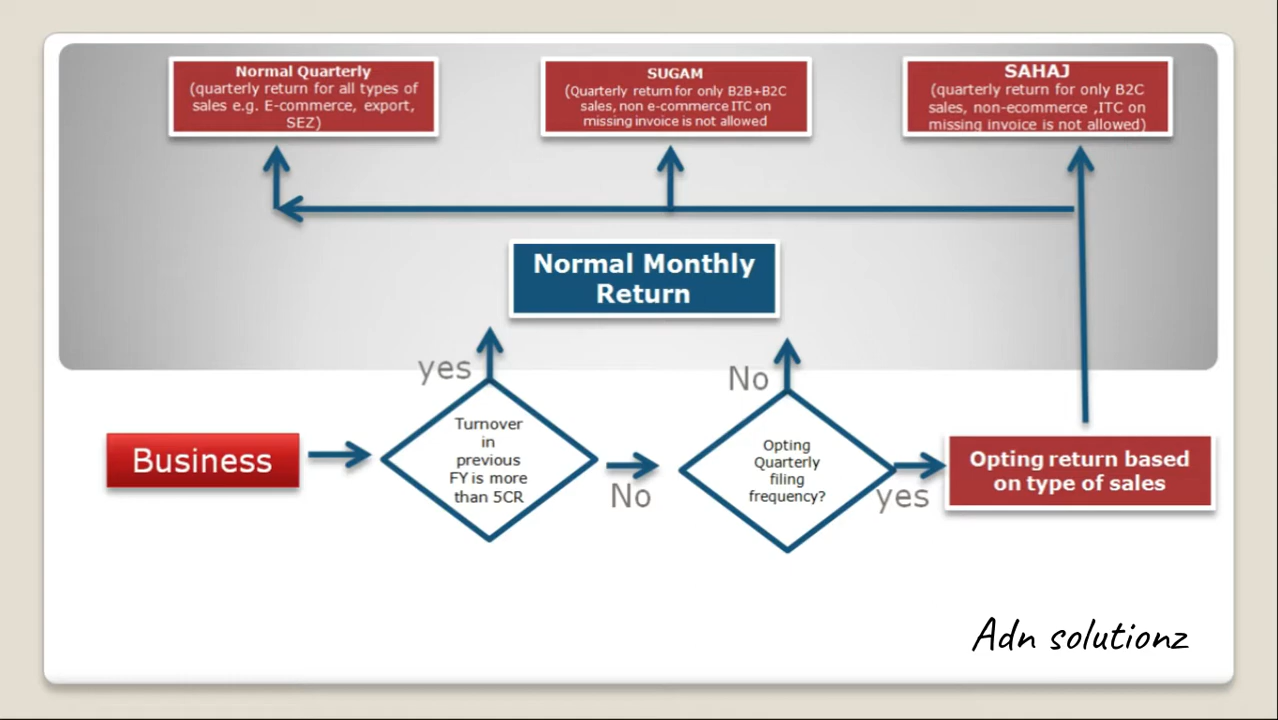 Normal Quarterly
(quarterly return for all types of
sales e.g. E-commerce, export,
SEZ)
SUGAM
(Quarterly return for only B2B+B2C
sales, non e-commerce ITC on
missing invoice is not allowed
SAHAJ
(quarterly return for only B2C
sales, non-ecommerce ,ITC on
missing invoice is not allowed)
Normal Monthly
Return
yes
No
Business
Turnover
in
previous
FY is more
than 5CR
No
Opting
Quarterly
filing
frequency?
yes
Opting return based
on type of sales
Adn solutionz